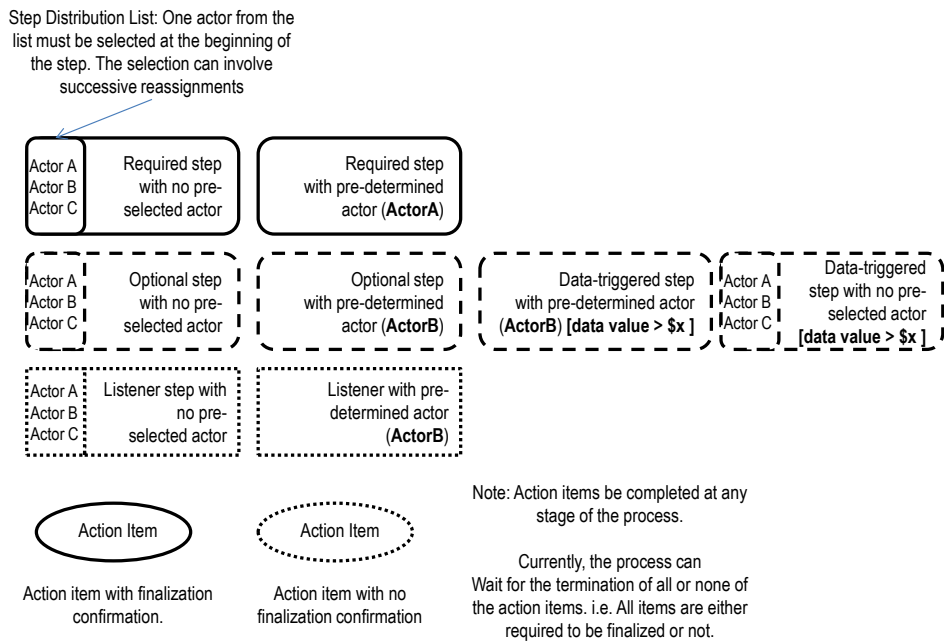 Step Distribution List: One actor from the
list must be selected at the beginning of
the step. The selection can involve
successive reassignments
Actor A
Actor B
Actor C
Required step
with no pre-
selected actor
Required step
with pre-determined
actor (ActorA)
Actor A
Actor B
Actor C
Optional step
with no pre-
selected actor
Optional step
with pre-determined
actor (ActorB)
Data-triggered step
with pre-determined actor
(ActorB) [data value > $x ]
Actor A
Actor B
Actor C
Data-triggered
step with no pre-
selected actor
[data value > $x ]
Actor A
Actor B
Actor C
Listener step with
no pre-
selected actor
Listener with pre-
determined actor
(ActorB)
Action Item
Action item with finalization
confirmation.
Action Item
Action item with no
finalization confirmation
Note: Action items be completed at any
stage of the process.
Currently, the process can
Wait for the termination of all or none of
the action items. i.e. All items are either
required to be finalized or not.